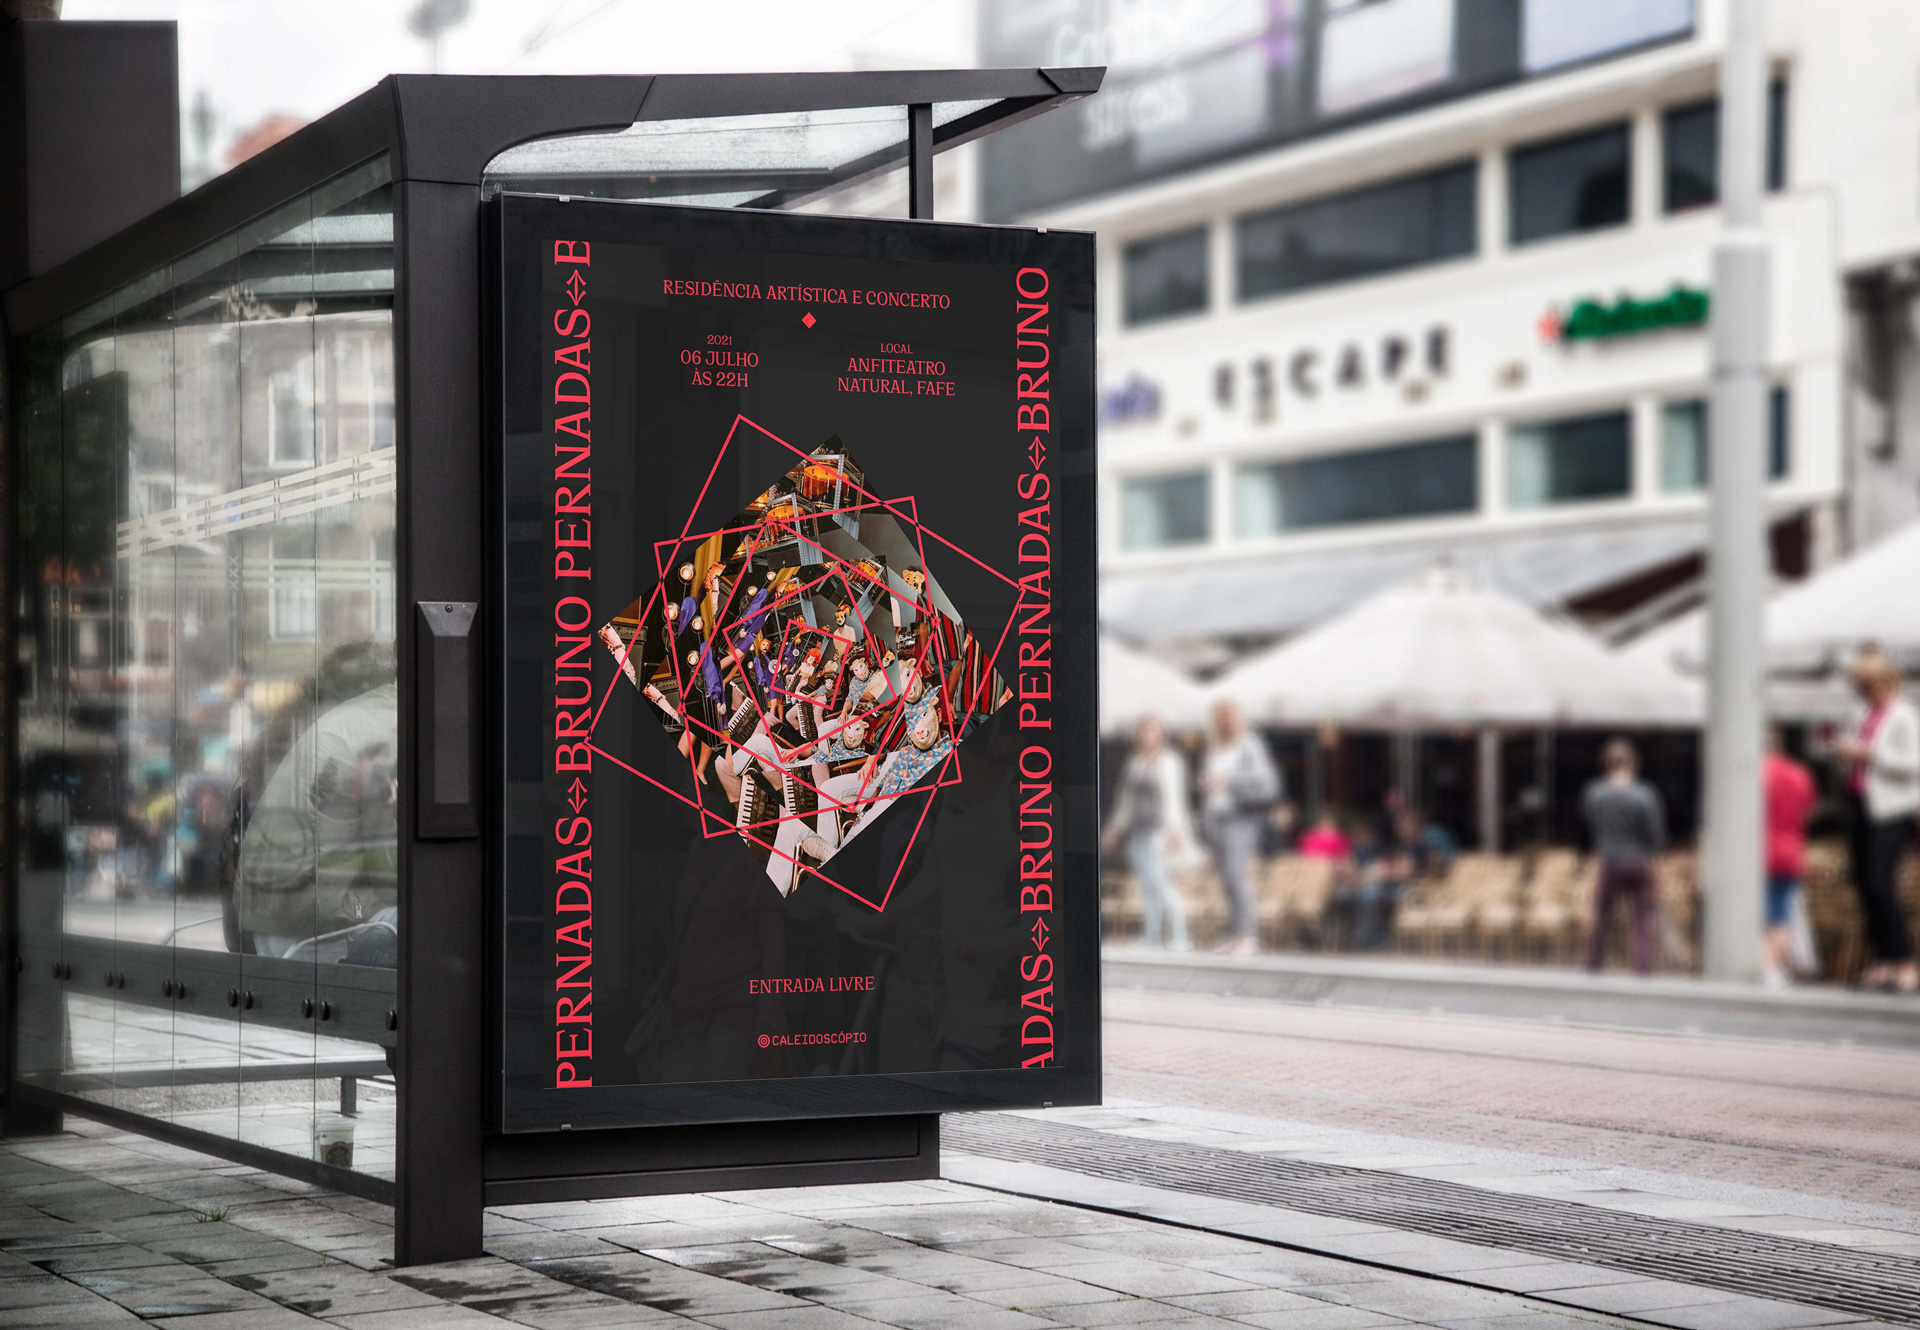 PERNADAS BRUNO PERNADAS B
RESIDÊNCIA ARTÍSTICA E CONCERTO
2021
06 JULHO
ÀS 22H
LOCAL
ANFITEATRO
NATURAL, FAFE
ENTRADA LIVRE
CALEIDOSCÓPIO
ADAS BRUNO PERNADAS BRUNO
ESCAPE
Heineken